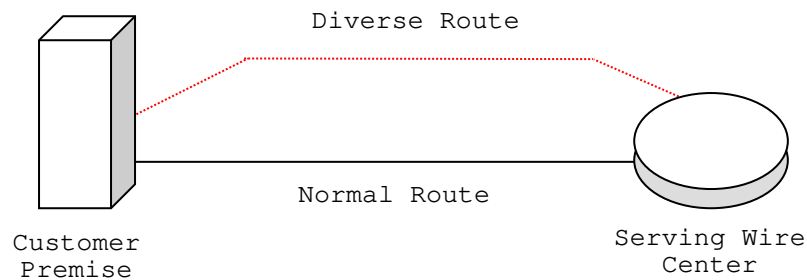 Diverse Route
Normal Route
Customer
Premise
Serving Wire
Center